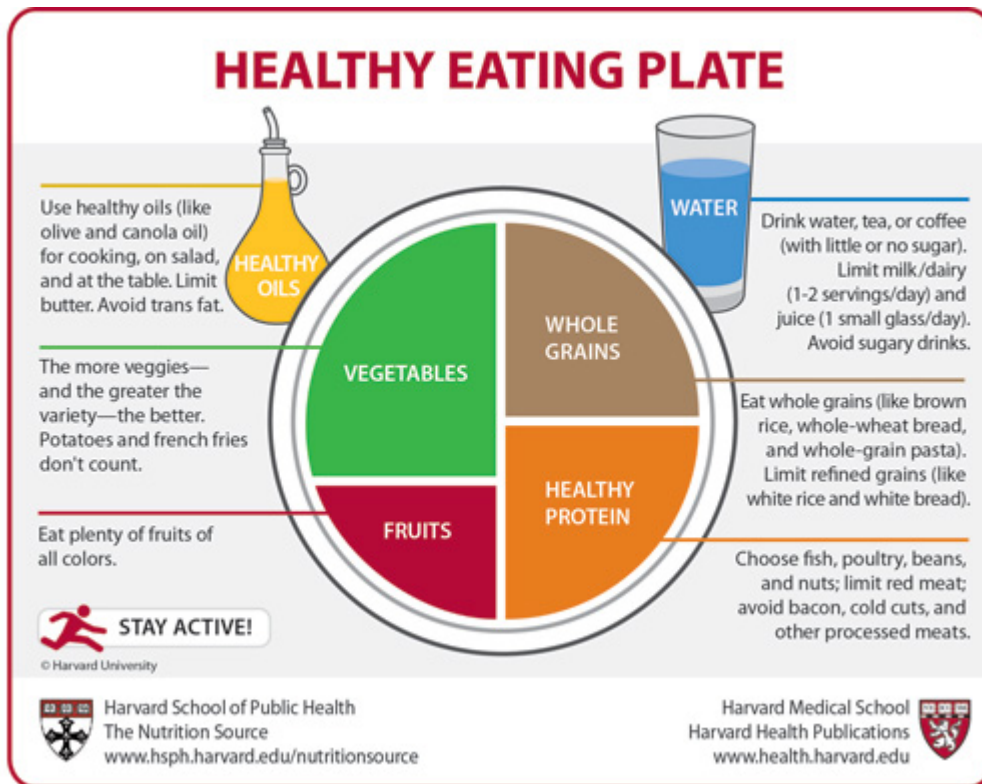 HEALTHY EATING PLATE
Use healthy oils (like
olive and canola oil)
for cooking, on salad,
and at the table. Limit
butter. Avoid trans fat.
HEALTHY
OILS
The more veggies—
and the greater the
variety—the better.
Potatoes and french fries
don't count.
Eat plenty of fruits of
all colors.
STAY ACTIVE!
© Harvard University
VEGETABLES
FRUITS
WHOLE
GRAINS
HEALTHY
PROTEIN
WATER
Drink water, tea, or coffee
(with little or no sugar).
Limit milk/dairy
(1-2 servings/day) and
juice (1 small glass/day).
Avoid sugary drinks.
Eat whole grains (like brown
rice, whole-wheat bread,
and whole-grain pasta).
Limit refined grains (like
white rice and white bread).
Choose fish, poultry, beans,
and nuts; limit red meat;
avoid bacon, cold cuts, and
other processed meats.
Harvard School of Public Health
The Nutrition Source
www.hsph.harvard.edu/nutritionsource
Harvard Medical School
Harvard Health Publications
www.health.harvard.edu